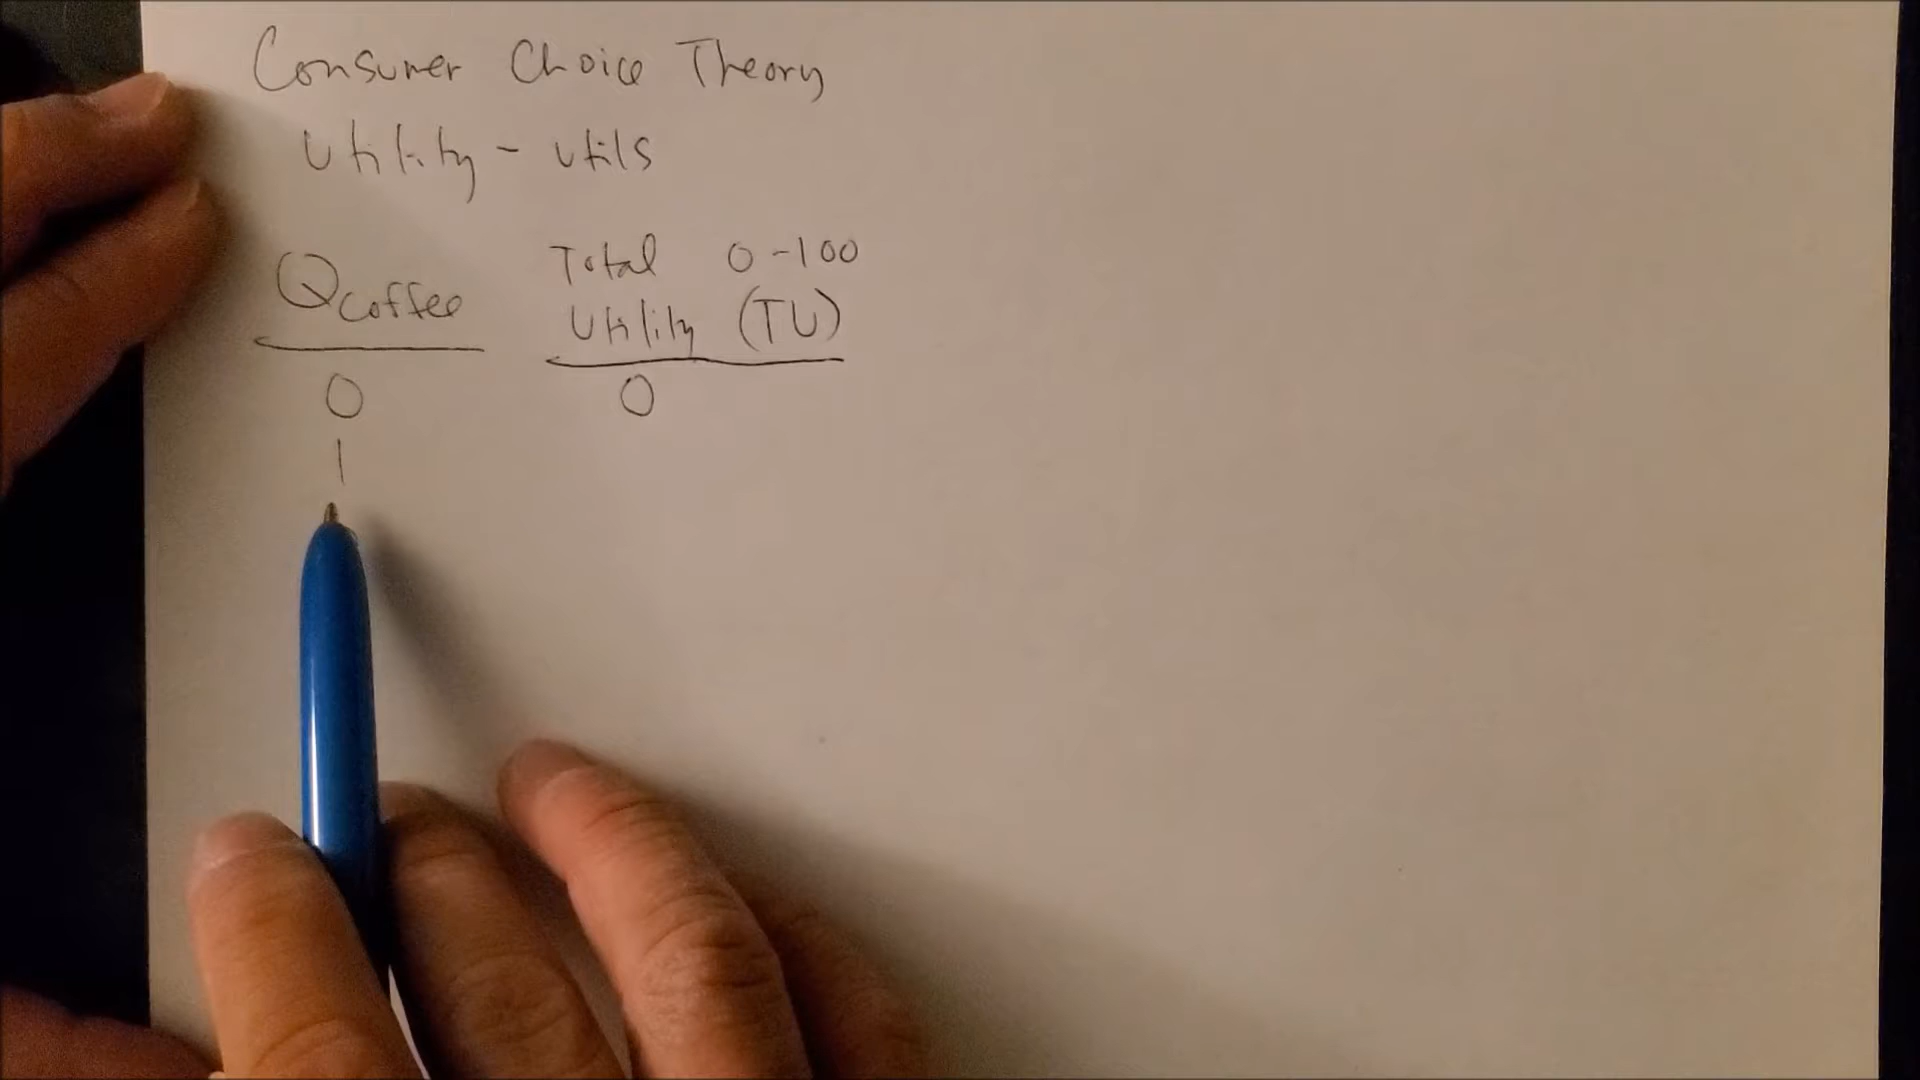 Consumer Choice Theory
Utility - utils
Total 0-100
Qcoffee Utility (TU)
0 0
1